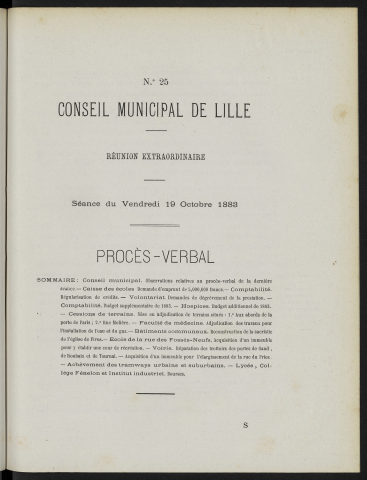 N.° 25
CONSEIL MUNICIPAL DE LILLE
RÉUNION EXTRAORDINAIRE
Séance du Vendredi 19 Octobre 1883
PROCÈS-VERBAL
SOMMAIRE : Conseil municipal. Observations relatives au procès-verbal de la dernière
séance. — Caisse des écoles. Demande d'emprunt de 5,000,000 francs. — Comptabilité.
Régularisation de crédits. — Volontariat. Demandes de dégrèvement de la prestation. —
Comptabilité. Budget supplémentaire de 1883. — Hospices. Budget additionnel de 1883.
— Cessions de terrains. Mise en adjudication de terrains situés : 1.° aux abords de la
porte de Paris ; 2.° rue Rolière. — Faculté de médecine. Adjudication des travaux pour
l'installation de l'eau et du gaz. — Bâtiments communaux. Reconstruction de la sacristie
de l'église de Fives. — École de la rue des Fossés-Neufs. Acquisition d'un immeuble
pour y établir une cour de récréation. — Voirie. Réparation des trottoirs des portes de Gand,
de Roubaix et de Tournai. — Acquisition d'un immeuble pour l'élargissement de la rue du Priez.
— Achèvement des tramways urbains et suburbains. — Lycée, Col-
lège Fénelon et Institut industriel. Bourses.
S